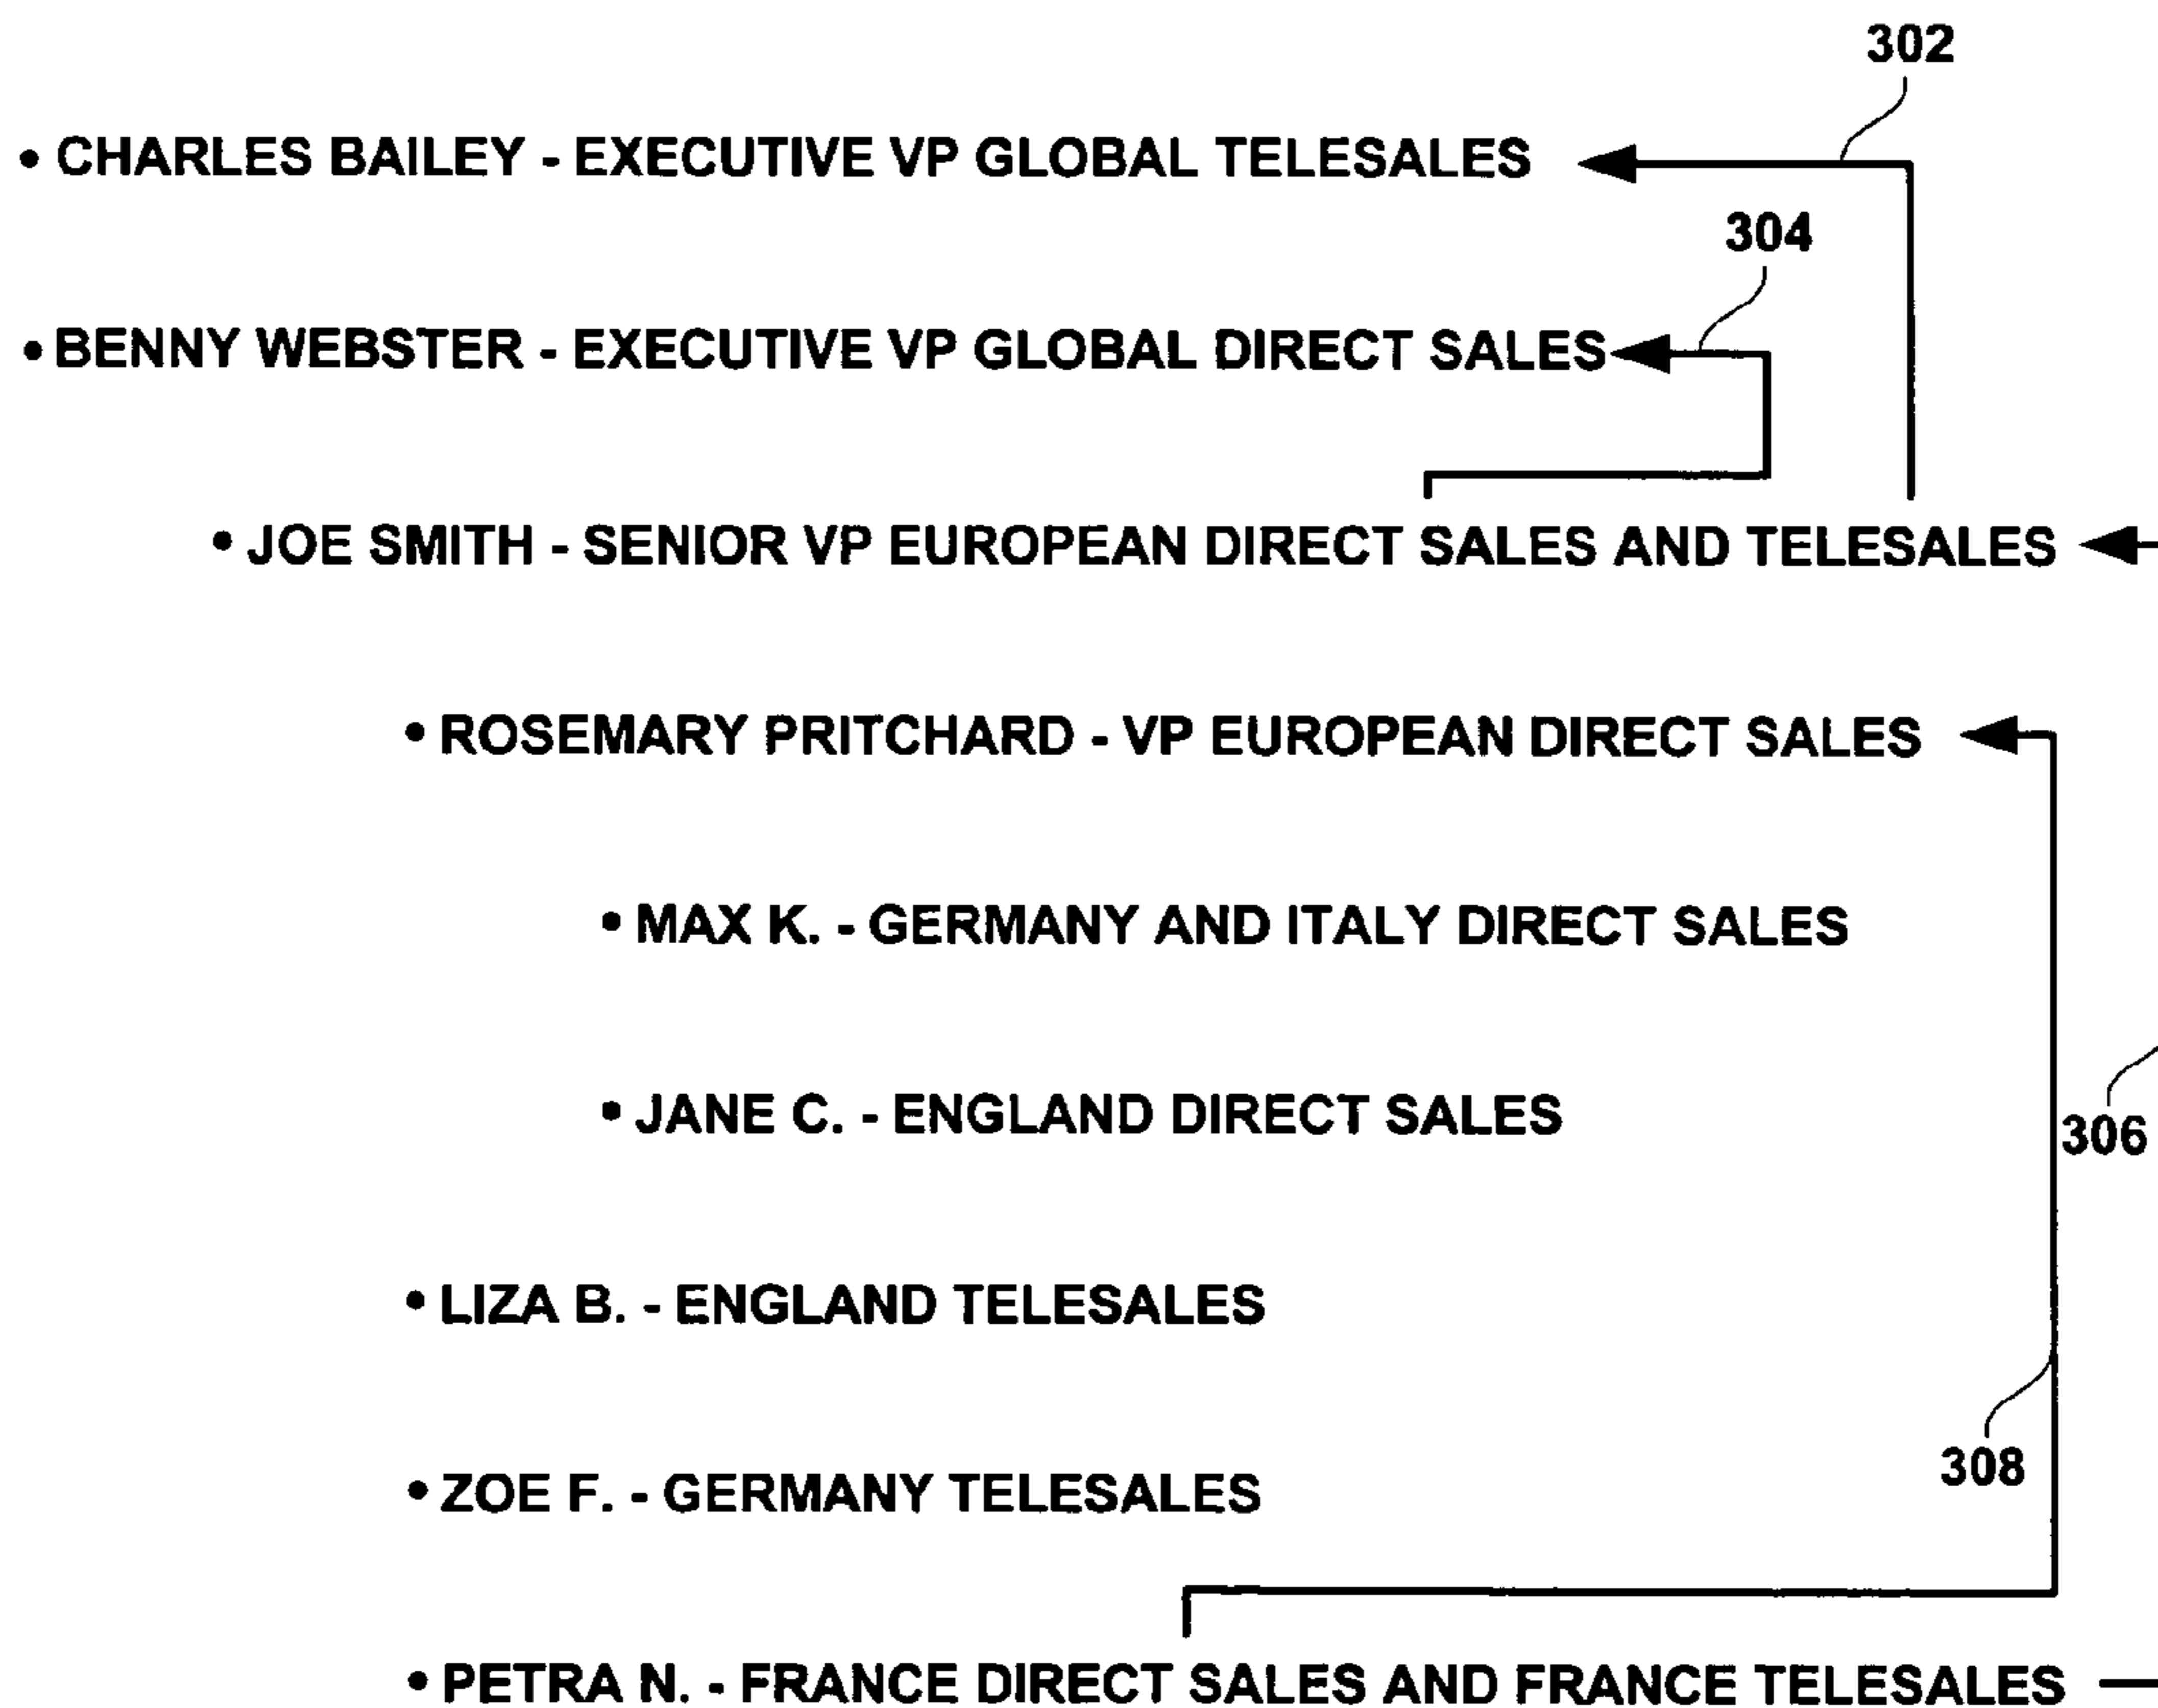 302
• CHARLES BAILEY - EXECUTIVE VP GLOBAL TELESALES
304
• BENNY WEBSTER - EXECUTIVE VP GLOBAL DIRECT SALES
• JOE SMITH - SENIOR VP EUROPEAN DIRECT SALES AND TELESALES
• ROSEMARY PRITCHARD - VP EUROPEAN DIRECT SALES
• MAX K. - GERMANY AND ITALY DIRECT SALES
• JANE C. - ENGLAND DIRECT SALES
306
• LIZA B. - ENGLAND TELESALES
308
• ZOE F. - GERMANY TELESALES
• PETRA N. - FRANCE DIRECT SALES AND FRANCE TELESALES